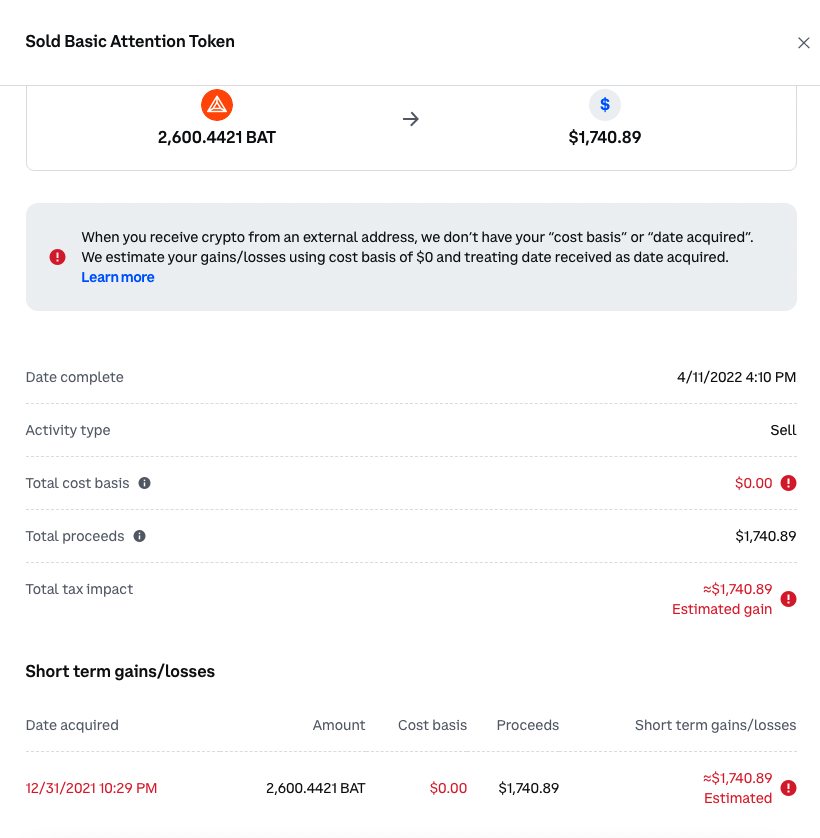 Sold Basic Attention Token
2,600.4421 BAT
$
$1,740.89
When you receive crypto from an external address, we don’t have your “cost basis” or “date acquired”.
We estimate your gains/losses using cost basis of $0 and treating date received as date acquired.
Learn more
Date complete 4/11/2022 4:10 PM
Activity type Sell
Total cost basis $0.00
Total proceeds $1,740.89
Total tax impact ≈$1,740.89
Estimated gain
Short term gains/losses
Date acquired Amount Cost basis Proceeds Short term gains/losses
12/31/2021 10:29 PM 2,600.4421 BAT $0.00 $1,740.89 ≈$1,740.89
Estimated